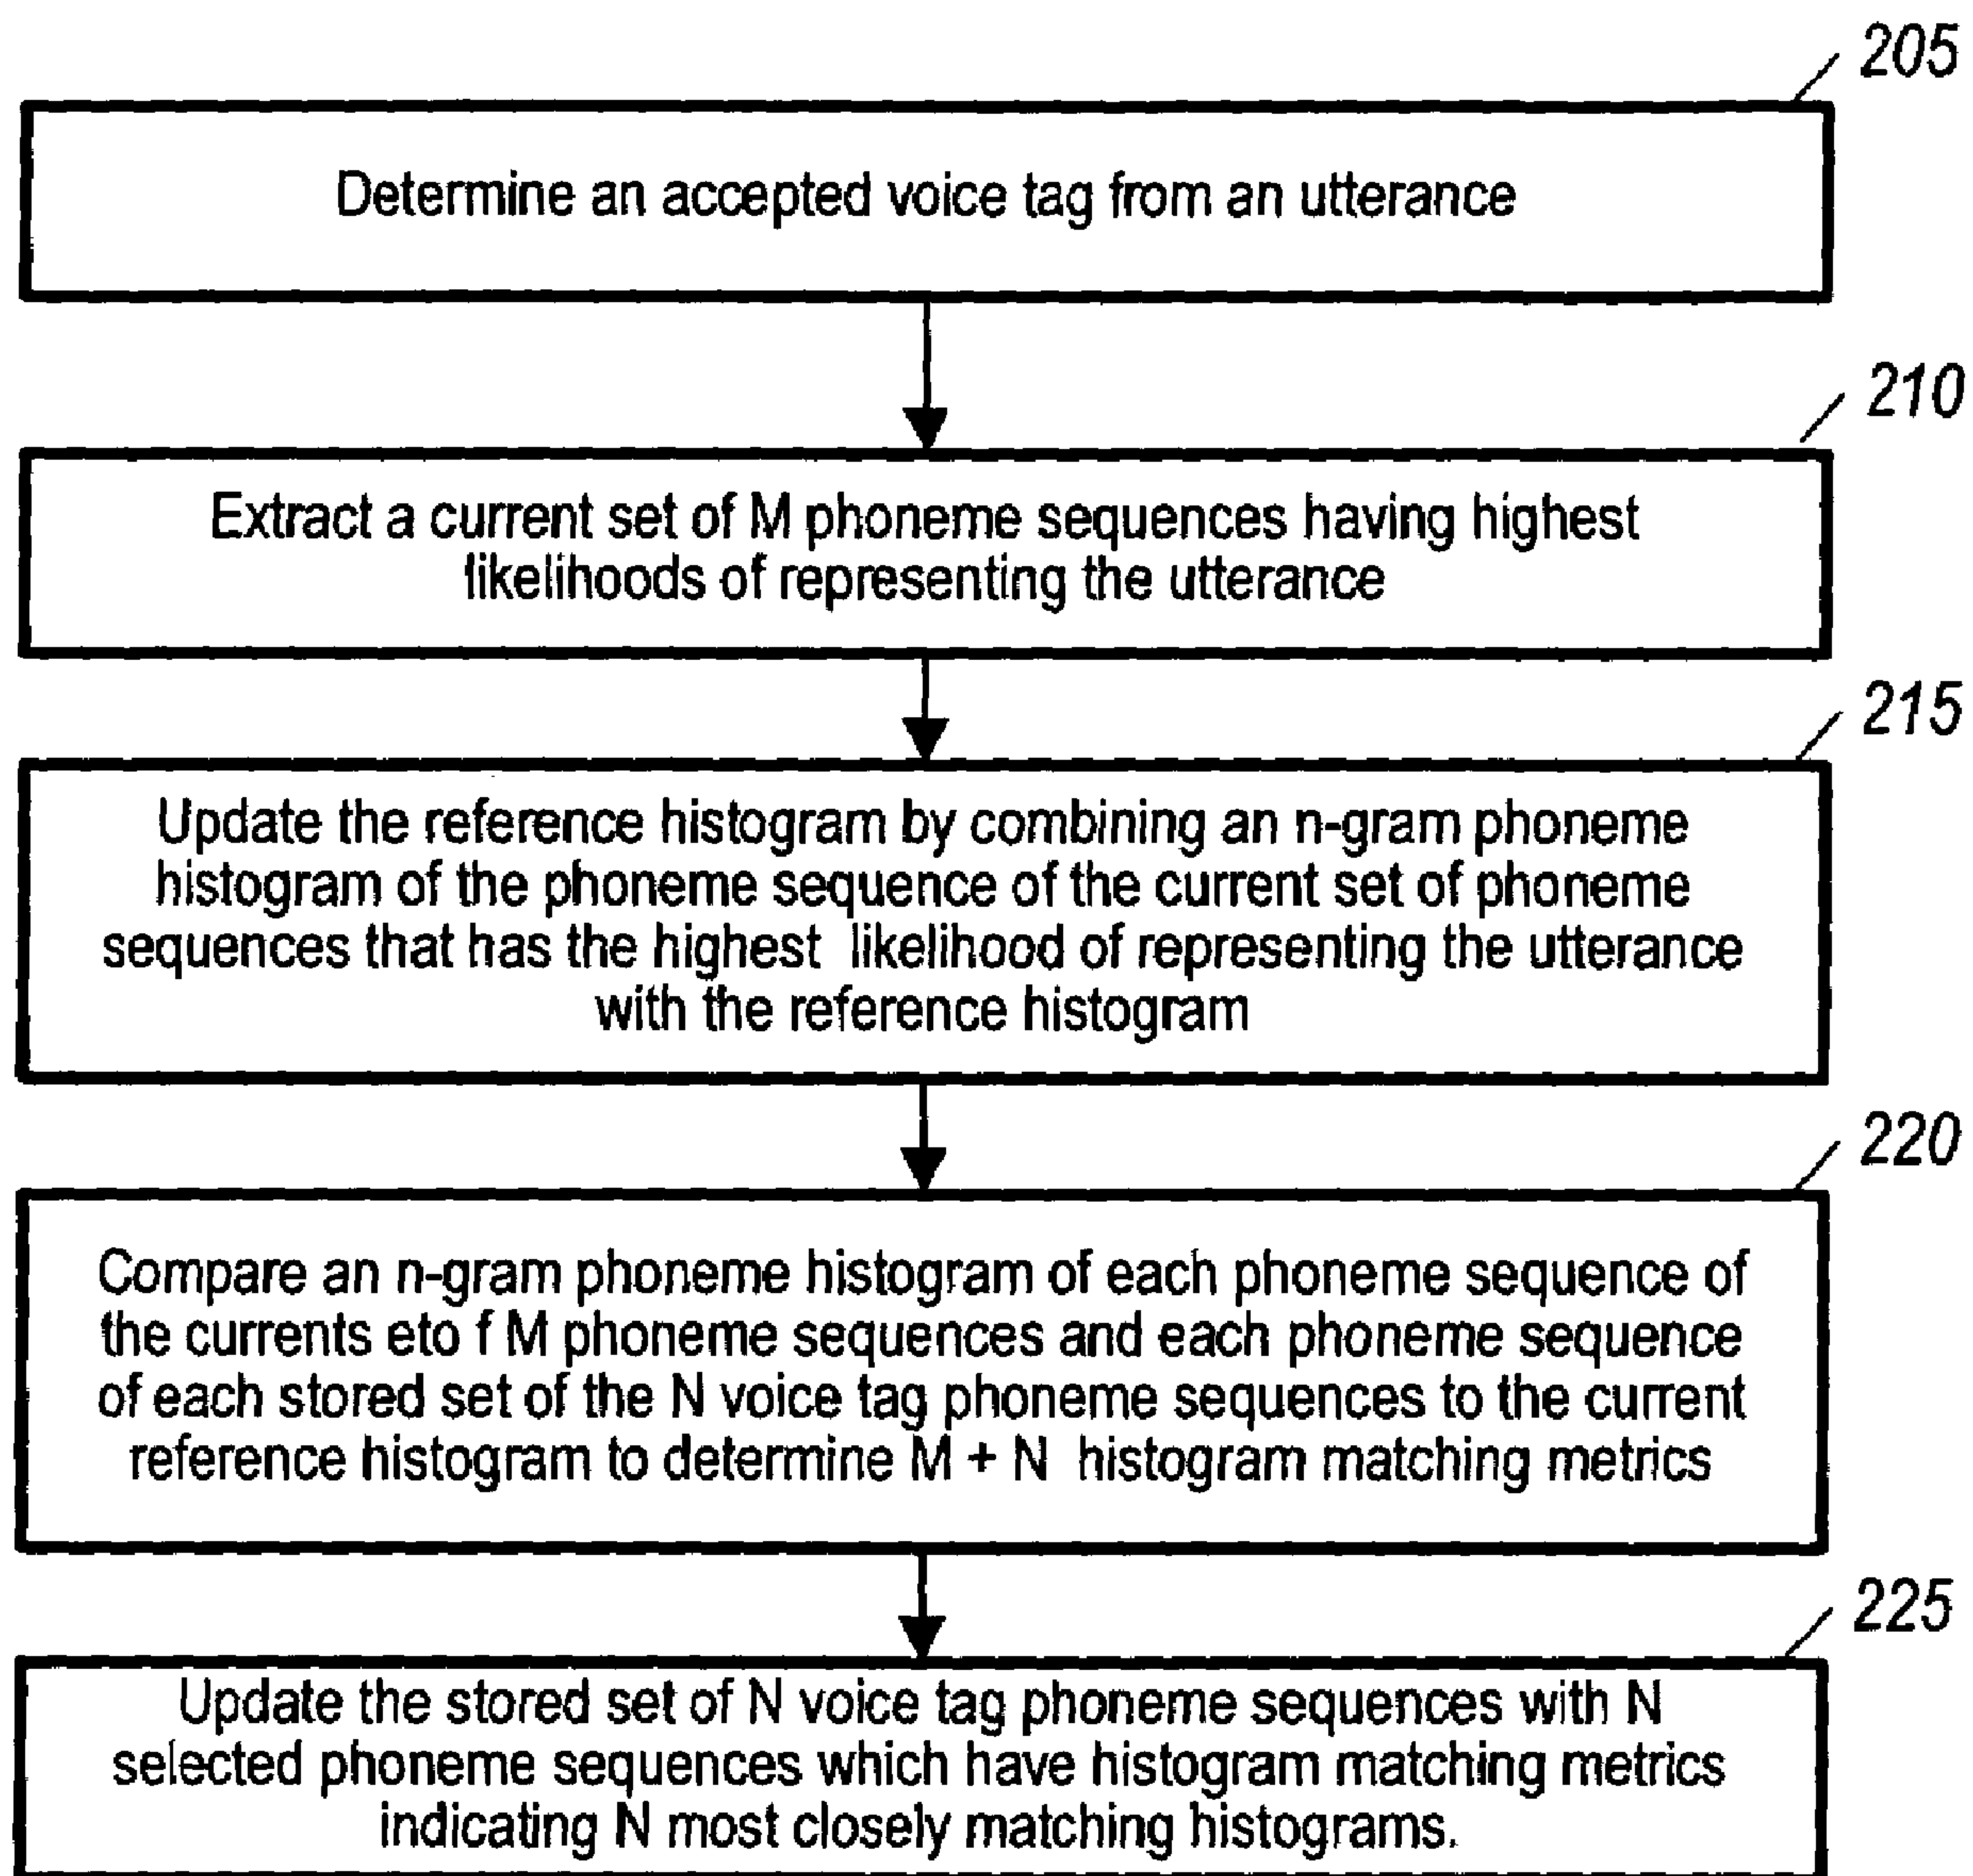 205
Determine an accepted voice tag from an utterance
210
Extract a current set of M phoneme sequences having highest
likelihoods of representing the utterance
215
Update the reference histogram by combining an n-gram phoneme
histogram of the phoneme sequence of the current set of phoneme
sequences that has the highest likelihood of representing the utterance
with the reference histogram
220
Compare an n-gram phoneme histogram of each phoneme sequence of
the currents eto f M phoneme sequences and each phoneme sequence
of each stored set of the N voice tag phoneme sequences to the current
reference histogram to determine M + N histogram matching metrics
225
Update the stored set of N voice tag phoneme sequences with N
selected phoneme sequences which have histogram matching metrics
indicating N most closely matching histograms.